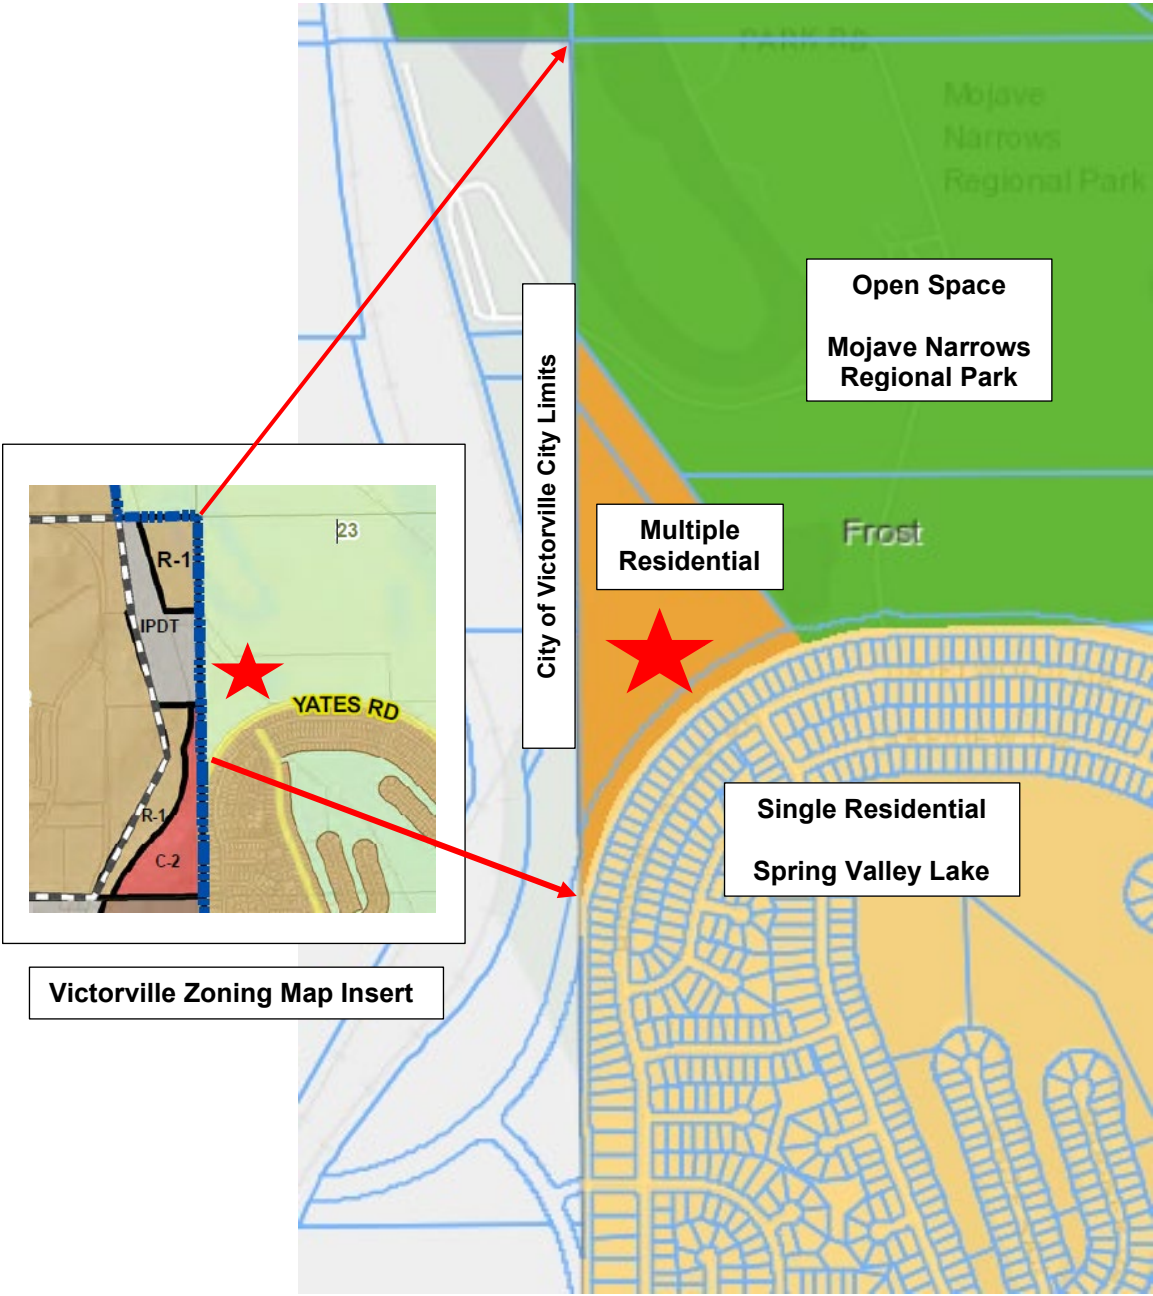 PARK RD
Mojave
Narrows
Regional Park
Open Space
Mojave Narrows
Regional Park
City of Victorville City Limits
Multiple
Residential
Frost
23
R-1
IPDT
YATES RD
R-1
C-2
Single Residential
Spring Valley Lake
Victorville Zoning Map Insert